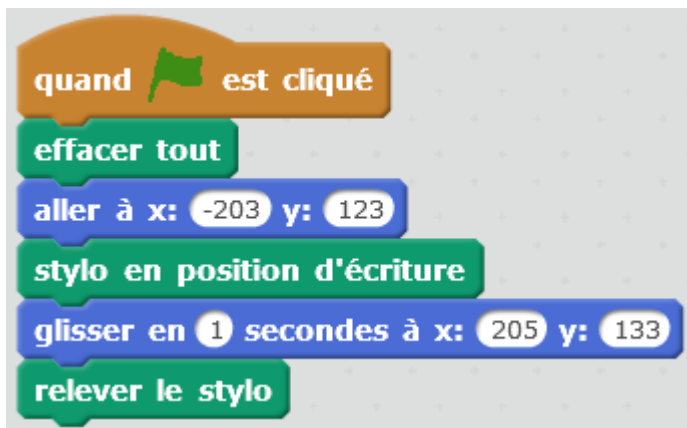 quand est cliqué
effacer tout
aller à x: -203 y: 123
stylo en position d'écriture
glisser en 1 secondes à x: 205 y: 133
relever le stylo